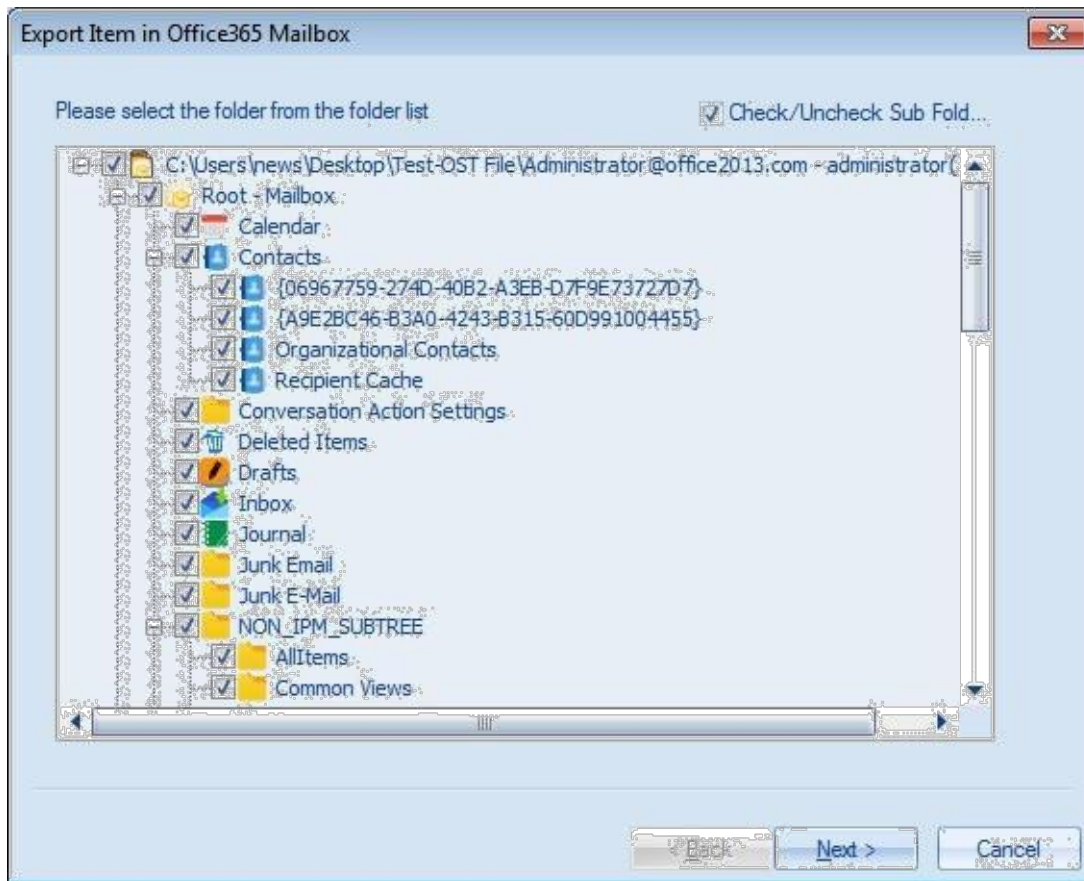 Export Item in Office365 Mailbox
Please select the folder from the folder list
Check/Uncheck Sub Fold...
C:\Users\news\Desktop\Test-OST File\Administrator@office2013.com - administrator(
Root - Mailbox
Calendar
Contacts
{06967759-274D-40B2-A3EB-D7F9E73727D7}
{A9E2BC46-B3A0-4243-B315-60D991004455}
Organizational Contacts
Recipient Cache
Conversation Action Settings
Deleted Items
Drafts
Inbox
Journal
Junk Email
Junk E-Mail
NON_IPM_SUBTREE
AllItems
Common Views
< Back
Next >
Cancel